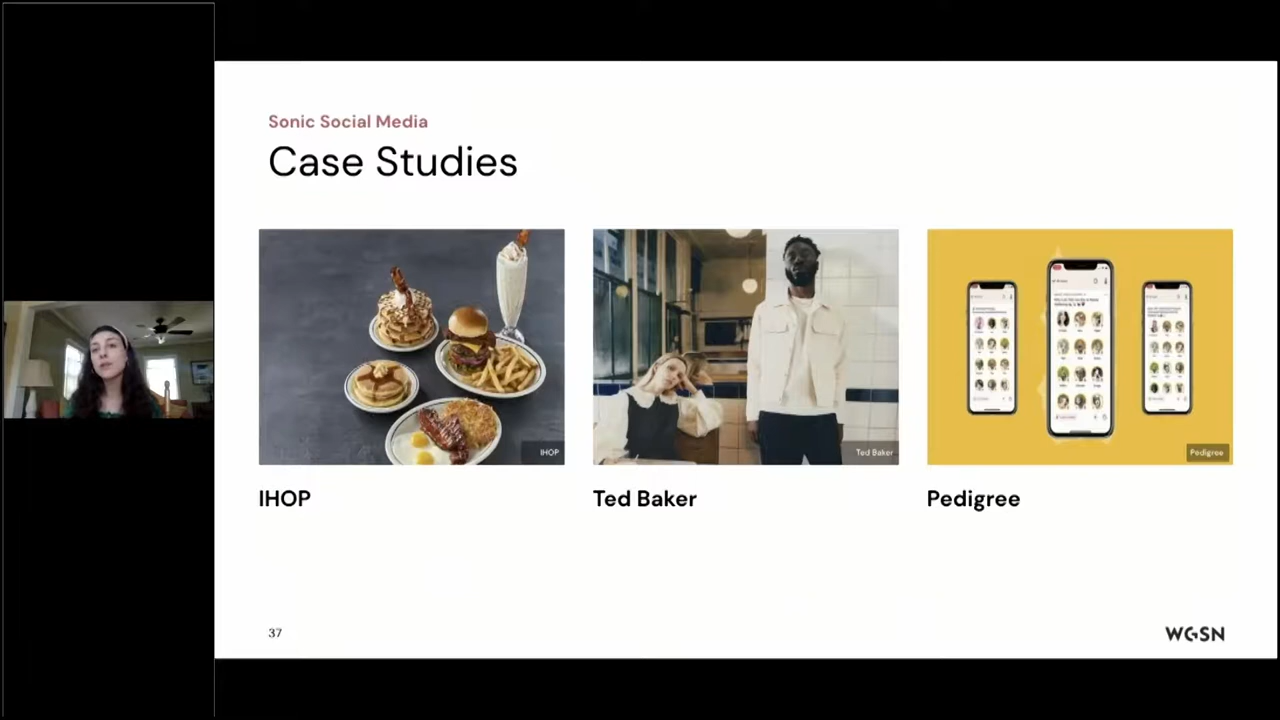 Sonic Social Media
Case Studies
IHOP
Ted Baker
Pedigree
IHOP
Ted Baker
Pedigree
37
WGSN